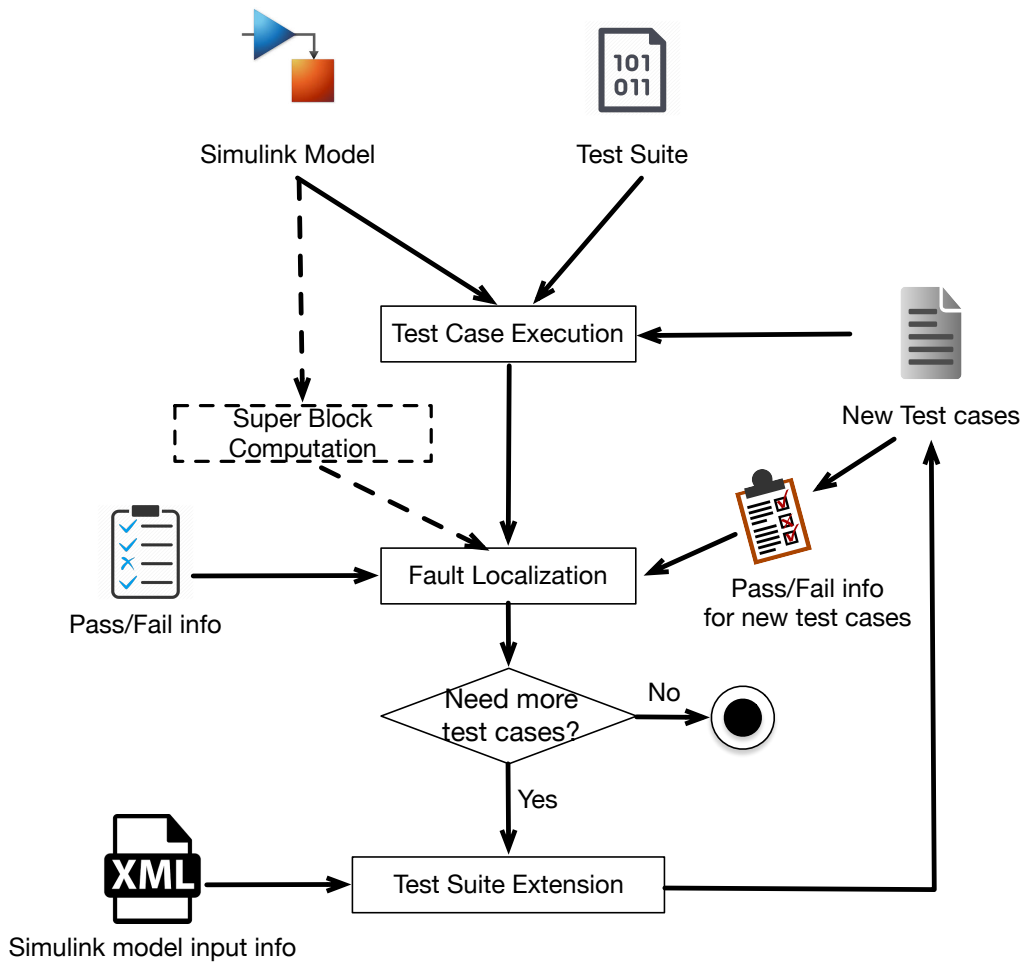 101
011
Simulink Model
Test Suite
Test Case Execution
New Test cases
Super Block
Computation
Fault Localization
Pass/Fail info
Pass/Fail info
for new test cases
Need more
test cases?
No
Yes
XML
Test Suite Extension
Simulink model input info